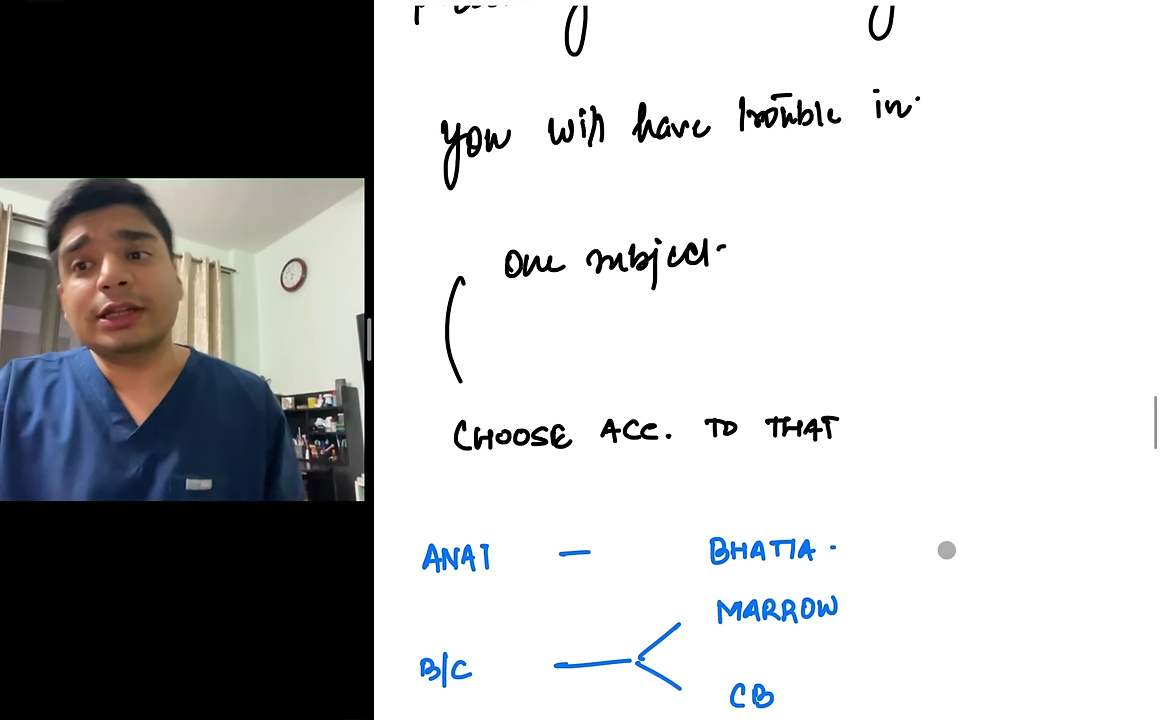 you will have trouble in.
one subject.
CHOOSE ACC. TO THAT
ANAT — BHATIA.
MARROW
B/C
CB